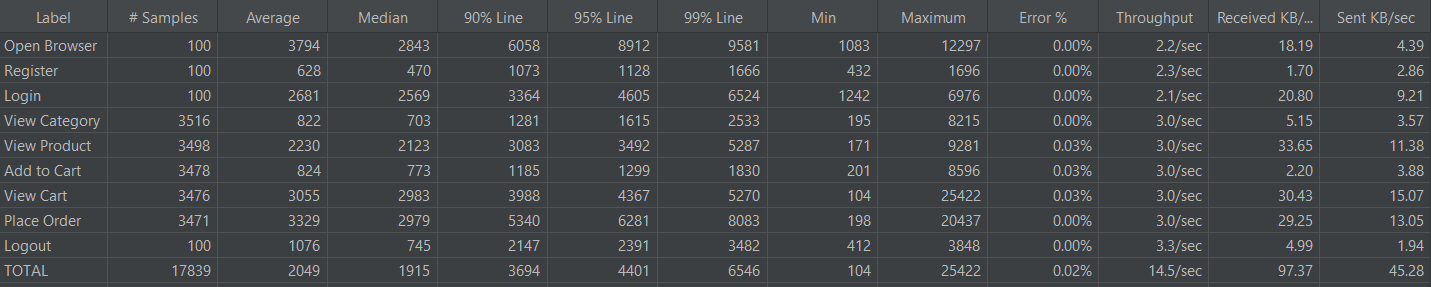 Label # Samples Average Median 90% Line 95% Line 99% Line Min Maximum Error % Throughput Received KB/... Sent KB/sec
Open Browser 100 3794 2843 6058 8912 9581 1083 12297 0.00% 2.2/sec 18.19 4.39
Register 100 628 470 1073 1128 1666 432 1696 0.00% 2.3/sec 1.70 2.86
Login 100 2681 2569 3364 4605 6524 1242 6976 0.00% 2.1/sec 20.80 9.21
View Category 3516 822 703 1281 1615 2533 195 8215 0.00% 3.0/sec 5.15 3.57
View Product 3498 2230 2123 3083 3492 5287 171 9281 0.03% 3.0/sec 33.65 11.38
Add to Cart 3478 824 773 1185 1299 1830 201 8596 0.03% 3.0/sec 2.20 3.88
View Cart 3476 3055 2983 3988 4367 5270 104 25422 0.03% 3.0/sec 30.43 15.07
Place Order 3471 3329 2979 5340 6281 8083 198 20437 0.00% 3.0/sec 29.25 13.05
Logout 100 1076 745 2147 2391 3482 412 3848 0.00% 3.3/sec 4.99 1.94
TOTAL 17839 2049 1915 3694 4401 6546 104 25422 0.02% 14.5/sec 97.37 45.28